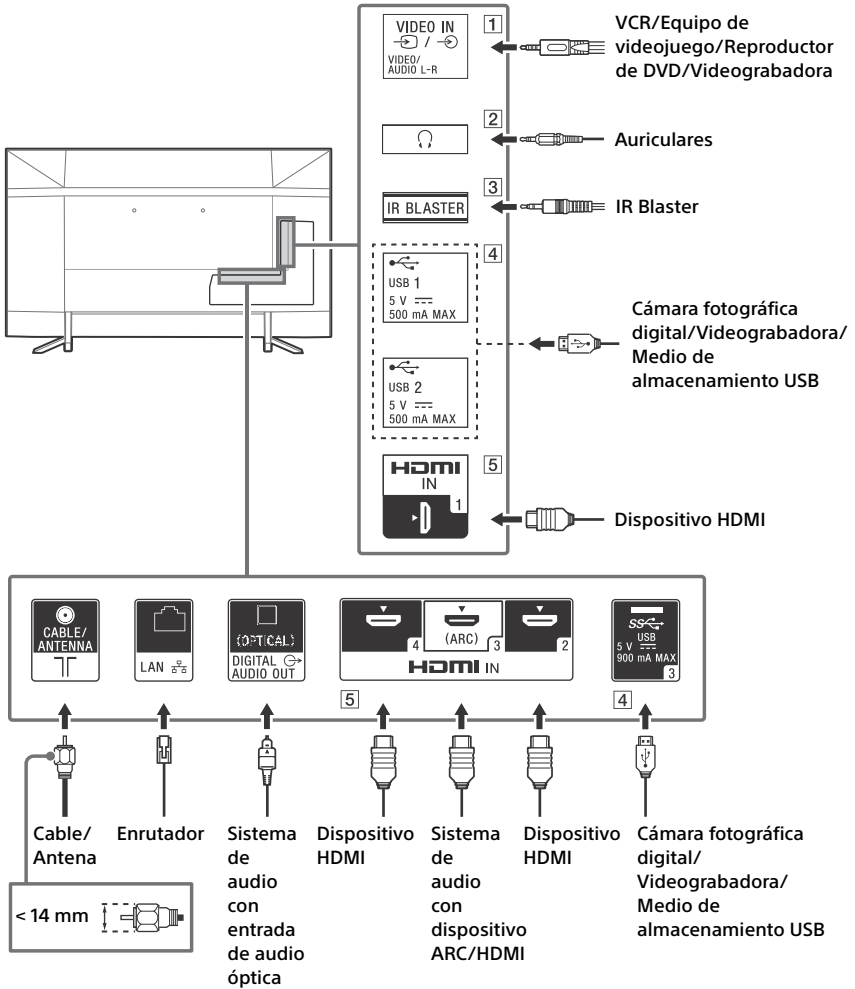 VIDEO IN
/
VIDEO/
AUDIO L-R
1
VCR/Equipo de
videojuego/Reproductor
de DVD/Videograbadora
2
Auriculares
3
IR BLASTER
IR Blaster
4
USB 1
5 V
500 mA MAX
USB 2
5 V
500 mA MAX
Cámara fotográfica
digital/Videograbadora/
Medio de
almacenamiento USB
5
HDMI
IN
1
Dispositivo HDMI
CABLE/
ANTENNA
LAN
(OPTICAL)
DIGITAL
AUDIO OUT
4
(ARC)
3
2
HDMI IN
5
SS
USB
5 V
900 mA MAX
3
4
Cable/
Antena
Enrutador
Sistema
de
audio
con
entrada
de audio
óptica
Dispositivo
HDMI
Sistema
de
audio
con
dispositivo
ARC/HDMI
Dispositivo
HDMI
Cámara fotográfica
digital/
Videograbadora/
Medio de
almacenamiento USB
< 14 mm